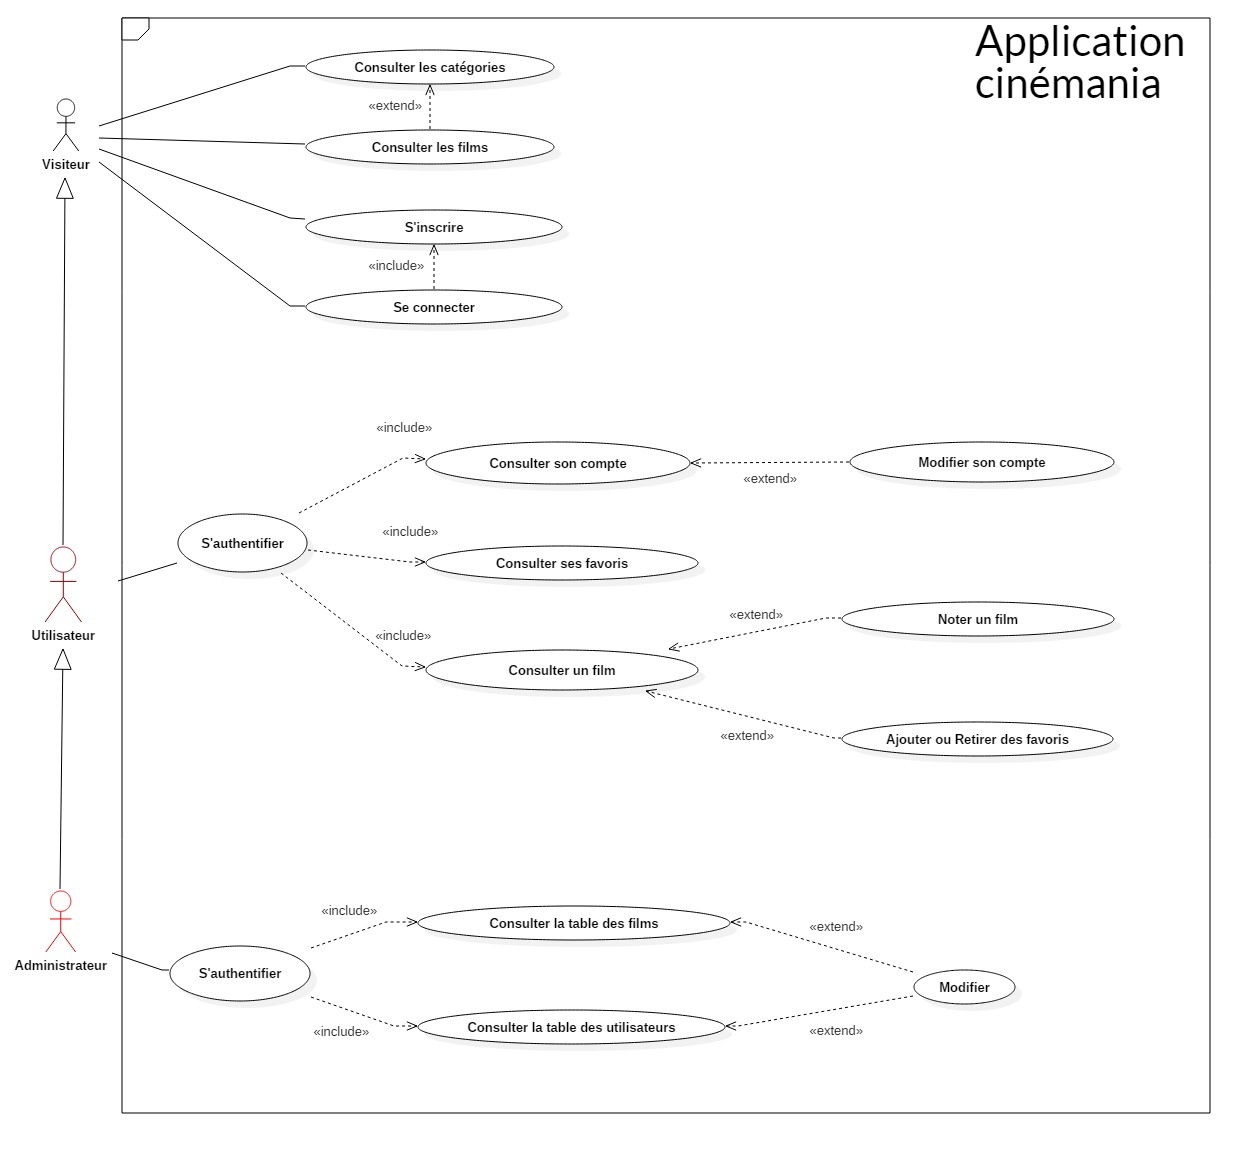 Application
cinémania
Consulter les catégories
«extend»
Consulter les films
Visiteur
S'inscrire
«include»
Se connecter
«include»
Consulter son compte
Modifier son compte
«extend»
«include»
S'authentifier
Consulter ses favoris
«extend»
Noter un film
Utilisateur
«include»
Consulter un film
«extend»
Ajouter ou Retirer des favoris
«include»
Consulter la table des films
«extend»
Administrateur
S'authentifier
Modifier
«include»
Consulter la table des utilisateurs
«extend»